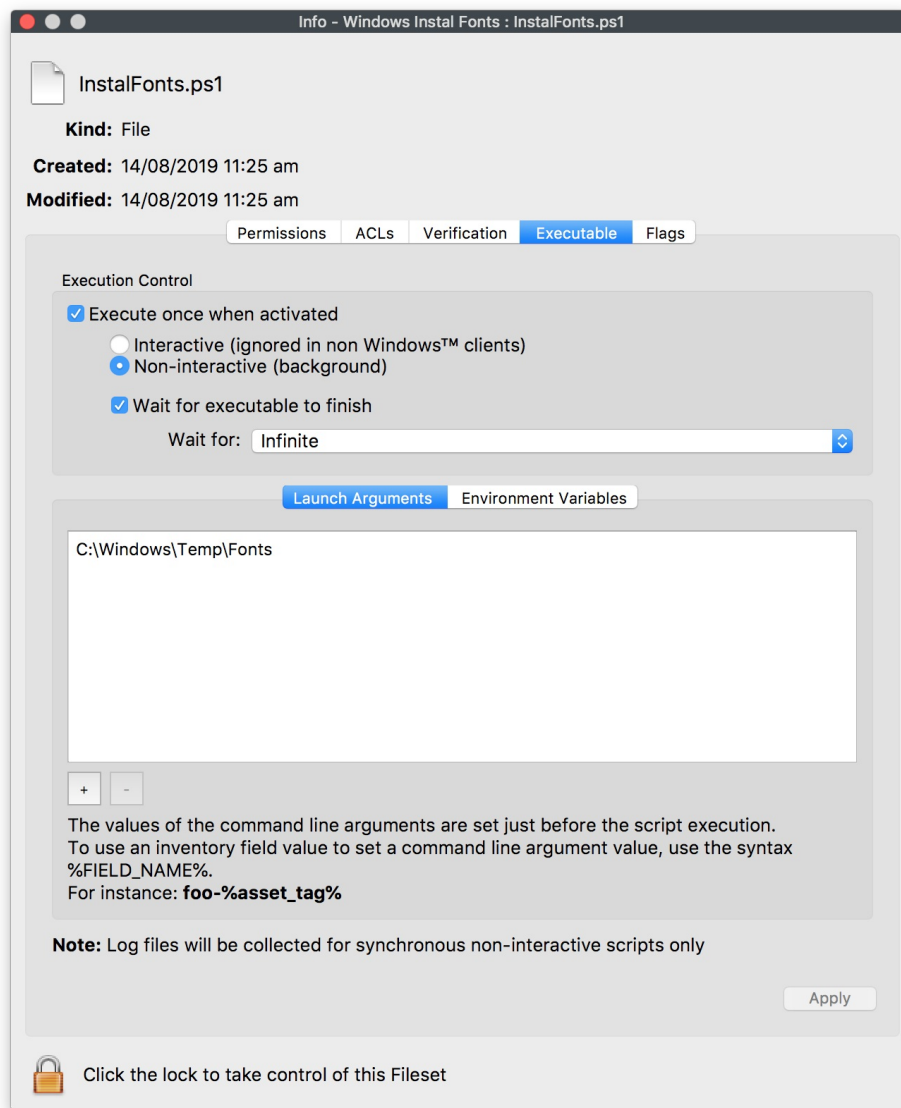 Info - Windows Instal Fonts : InstalFonts.ps1
InstalFonts.ps1
Kind: File
Created: 14/08/2019 11:25 am
Modified: 14/08/2019 11:25 am
Permissions ACLs Verification Executable Flags
Execution Control
Execute once when activated
Interactive (ignored in non Windows™ clients)
Non-interactive (background)
Wait for executable to finish
Wait for: Infinite
Launch Arguments Environment Variables
C:\Windows\Temp\Fonts
+ -
The values of the command line arguments are set just before the script execution.
To use an inventory field value to set a command line argument value, use the syntax
%FIELD_NAME%.
For instance: foo-%asset_tag%
Note: Log files will be collected for synchronous non-interactive scripts only
Apply
Click the lock to take control of this Fileset